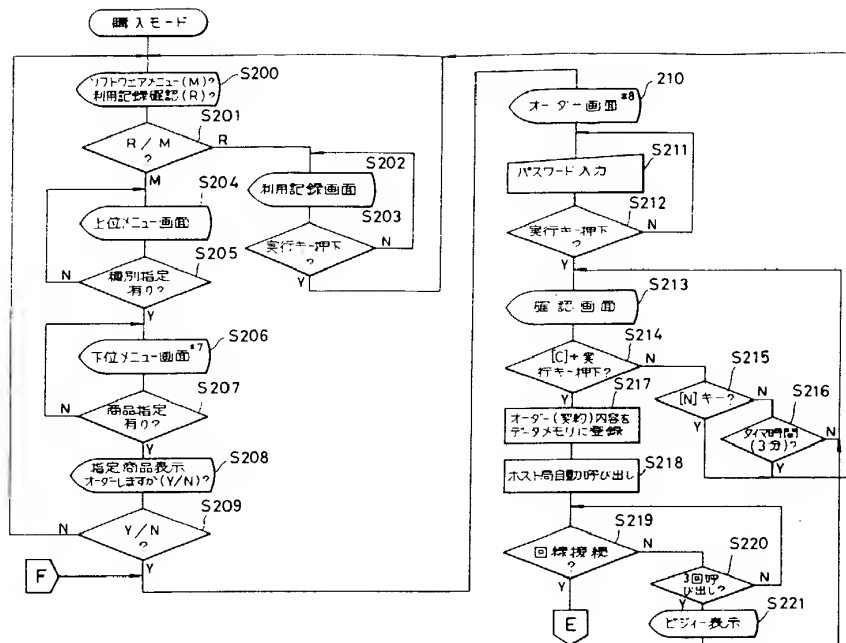 購入モード
S200
ソフトウェアメニュー(M)?
利用記録確認(R)?
S201
R/M
?
R
M
S202
利用記録画面
S203
実行キー押下
?
N
Y
S204
上位メニュー画面
S205
種別指定
有り?
N
Y
S206
下位メニュー画面*7
S207
商品指定
有り?
N
Y
S208
指定商品表示
オーダーしますか(Y/N)?
S209
Y/N
?
N
Y
F
210
オーダー画面*8
S211
パスワード入力
S212
実行キー押下
?
N
Y
S213
確認画面
S214
[C]+実
行キー押下?
N
Y
S215
[N]キー?
N
Y
S216
タイマ時間
(3分)?
N
Y
S217
オーダー(契約)内容を
データメモリに登録
S218
ホスト局自動呼び出し
S219
回線接続
?
N
Y
S220
3回呼
び出し?
N
Y
S221
ビジィー表示
E